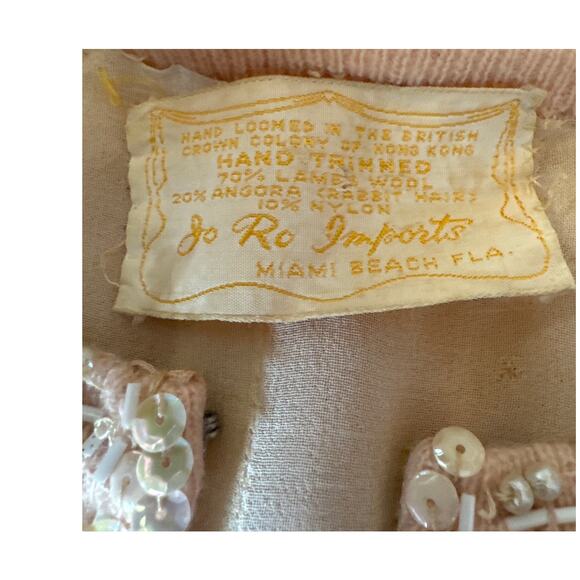 HAND LOOMED IN THE BRITISH
CROWN COLONY OF HONG KONG
HAND TRIMMED
70% LAMBS WOOL
20% ANGORA (RABBIT HAIR)
10% NYLON
Jo Ro Imports
MIAMI BEACH FLA.